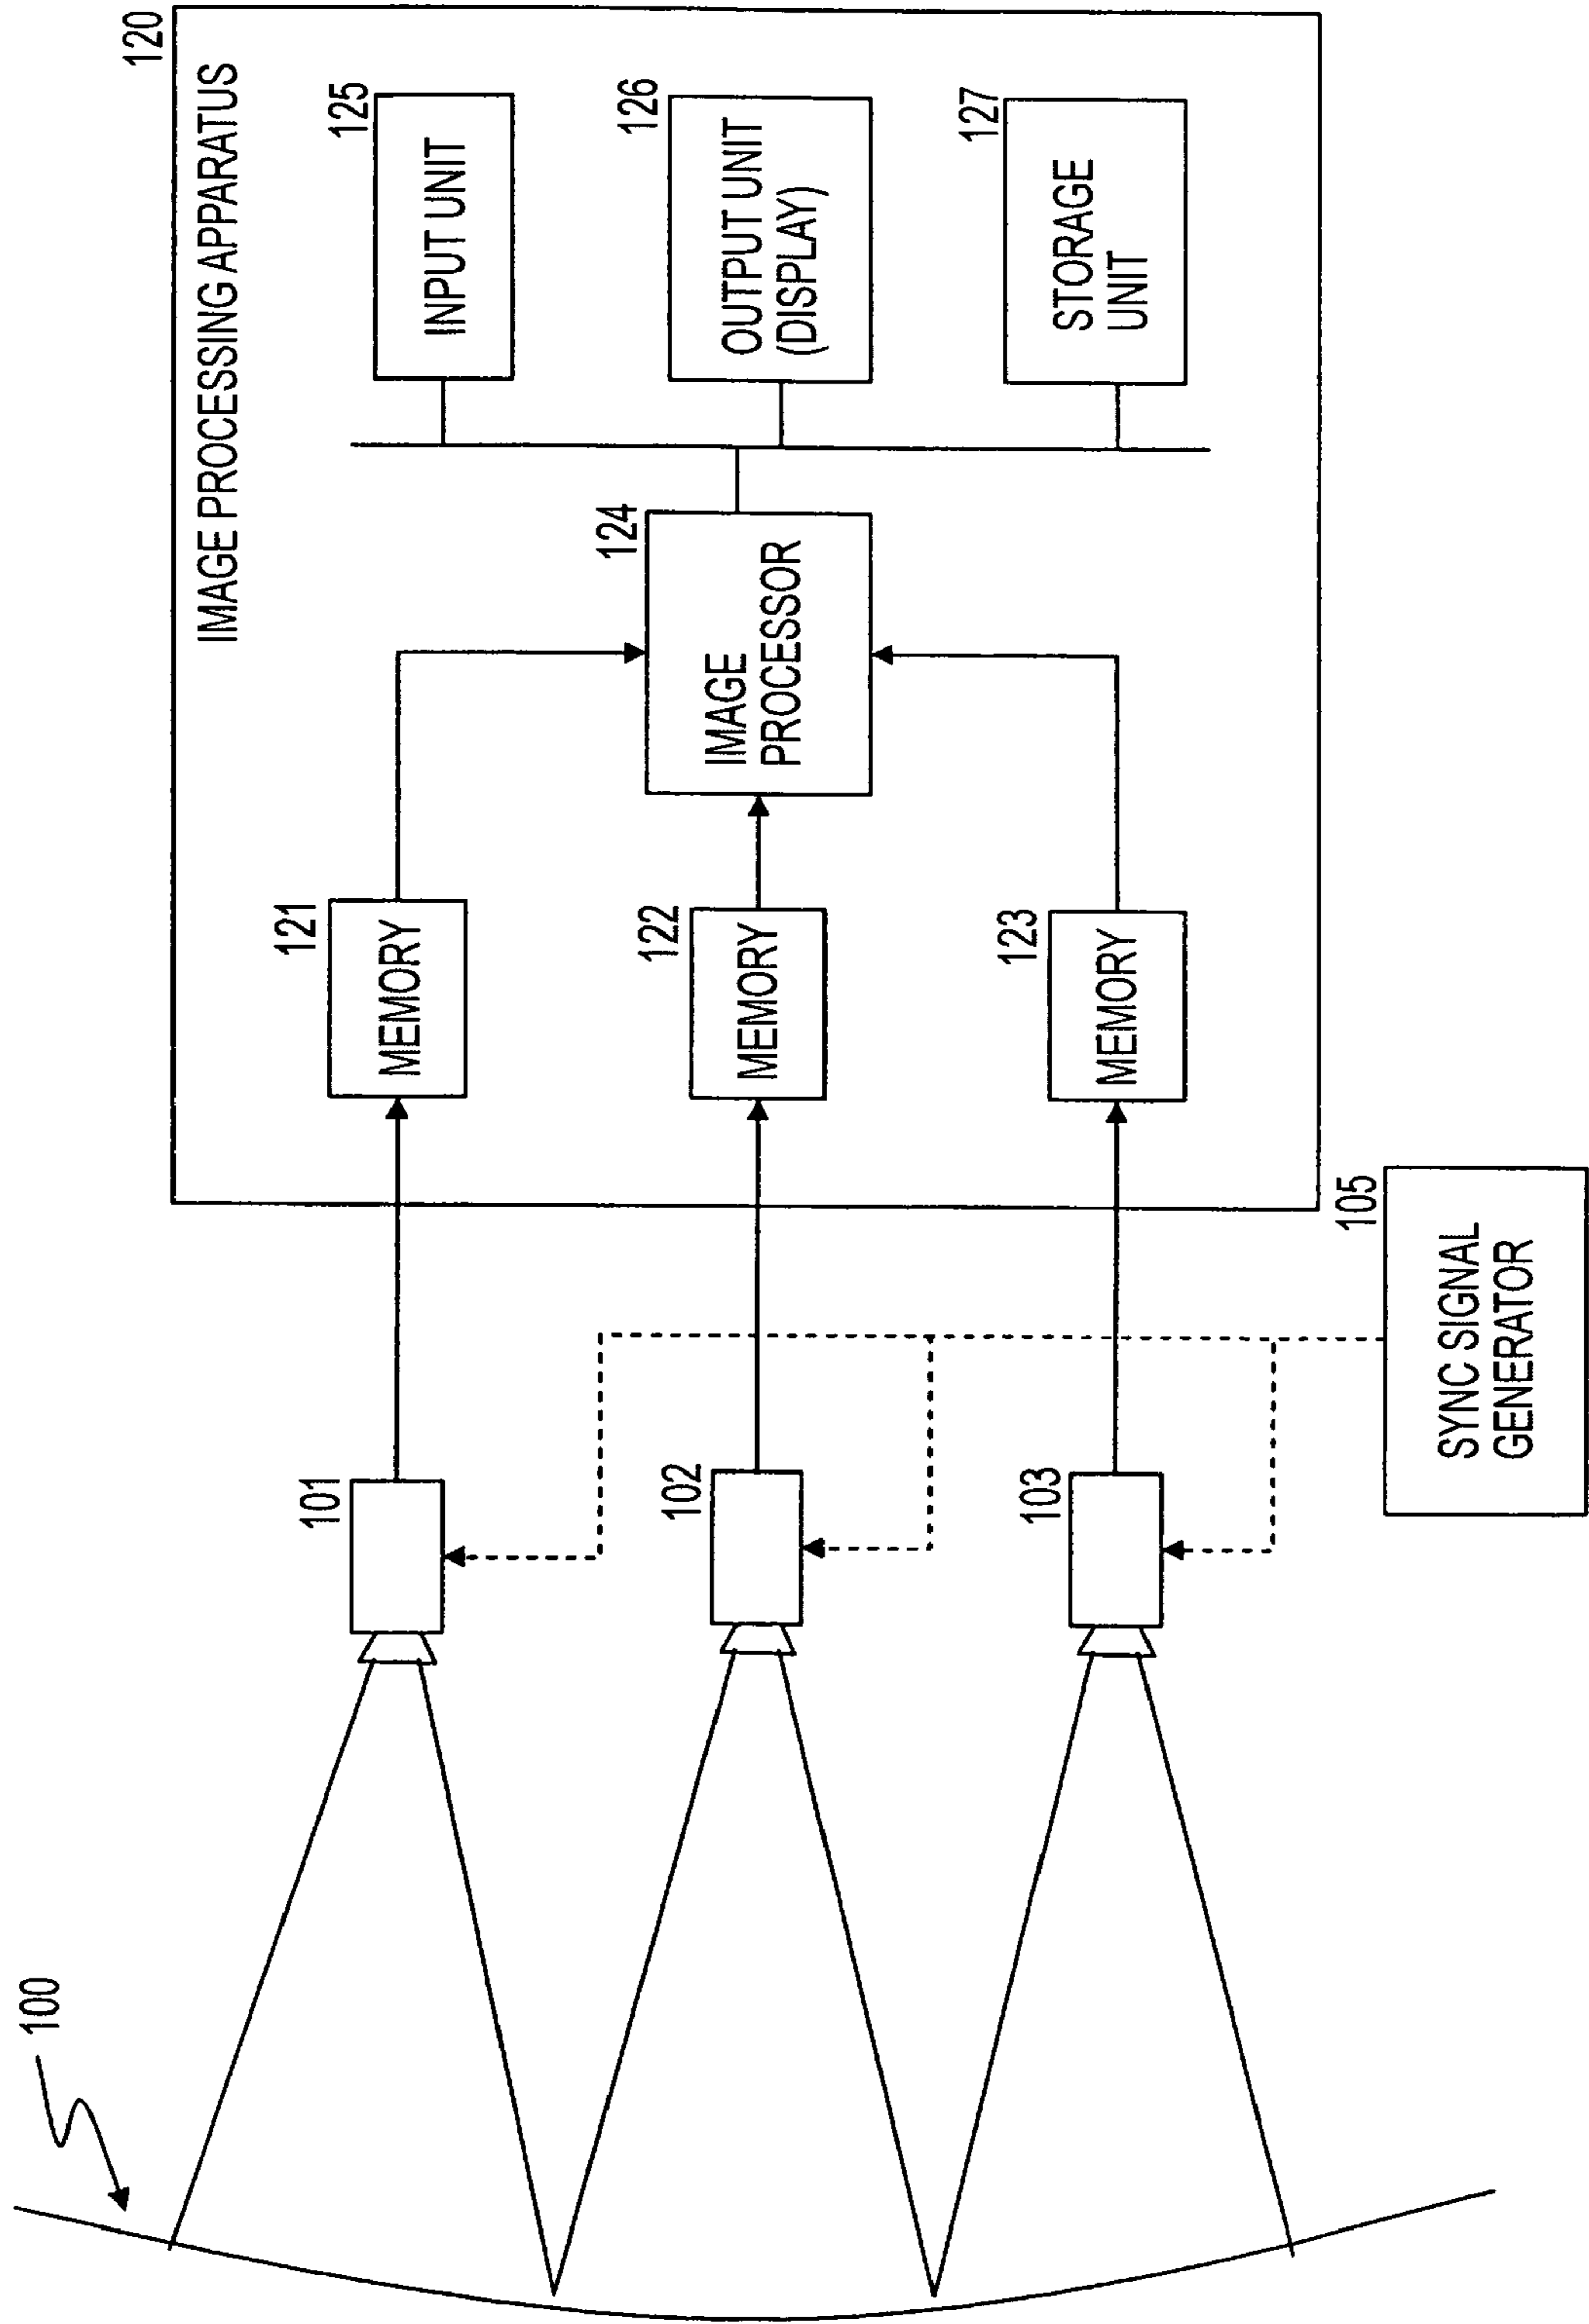 120
IMAGE PROCESSING APPARATUS
125
INPUT UNIT
126
OUTPUT UNIT
(DISPLAY)
127
STORAGE
UNIT
124
IMAGE
PROCESSOR
121
MEMORY
122
MEMORY
123
MEMORY
105
SYNC SIGNAL
GENERATOR
101
102
103
100